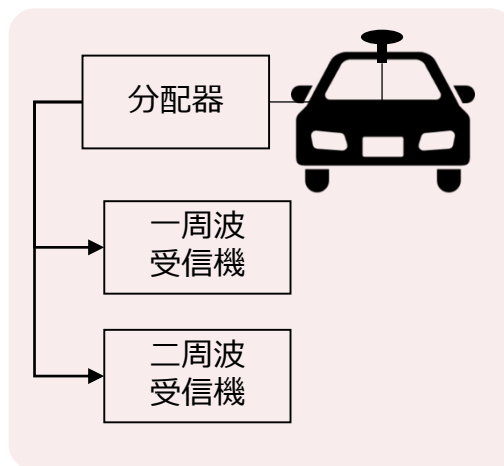 分配器
一周波
受信機
二周波
受信機